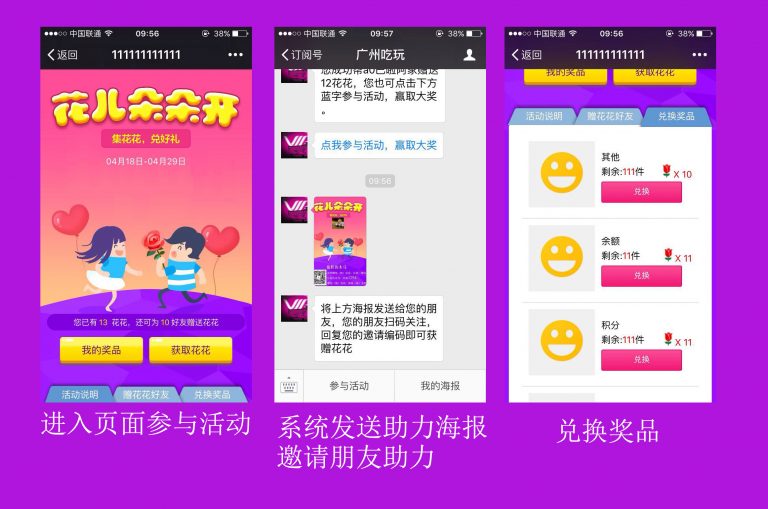 中国联通 09:56 38%
返回 111111111111
花儿朵朵开
集花花，兑好礼
04月18日-04月29日
您已有 13 花花，还可为 10 好友赠送花花
我的奖品 获取花花
活动说明 赠花花好友 兑换奖品
进入页面参与活动
中国联通 09:57 38%
订阅号 广州吃玩
12花花，您也可点击下方
蓝字参与活动，赢取大奖
。
点我参与活动，赢取大奖
09:56
花儿朵朵开
将上方海报发送给您的朋
友，您的朋友扫码关注，
回复您的邀请编码即可获
赠花花
参与活动 我的海报
系统发送助力海报
邀请朋友助力
中国联通 09:56 38%
返回 111111111111
我的奖品 获取花花
活动说明 赠花花好友 兑换奖品
其他
剩余:111件 X 10
兑换
余额
剩余:11件 X 11
兑换
积分
剩余:111件 X 11
兑换
兑换奖品